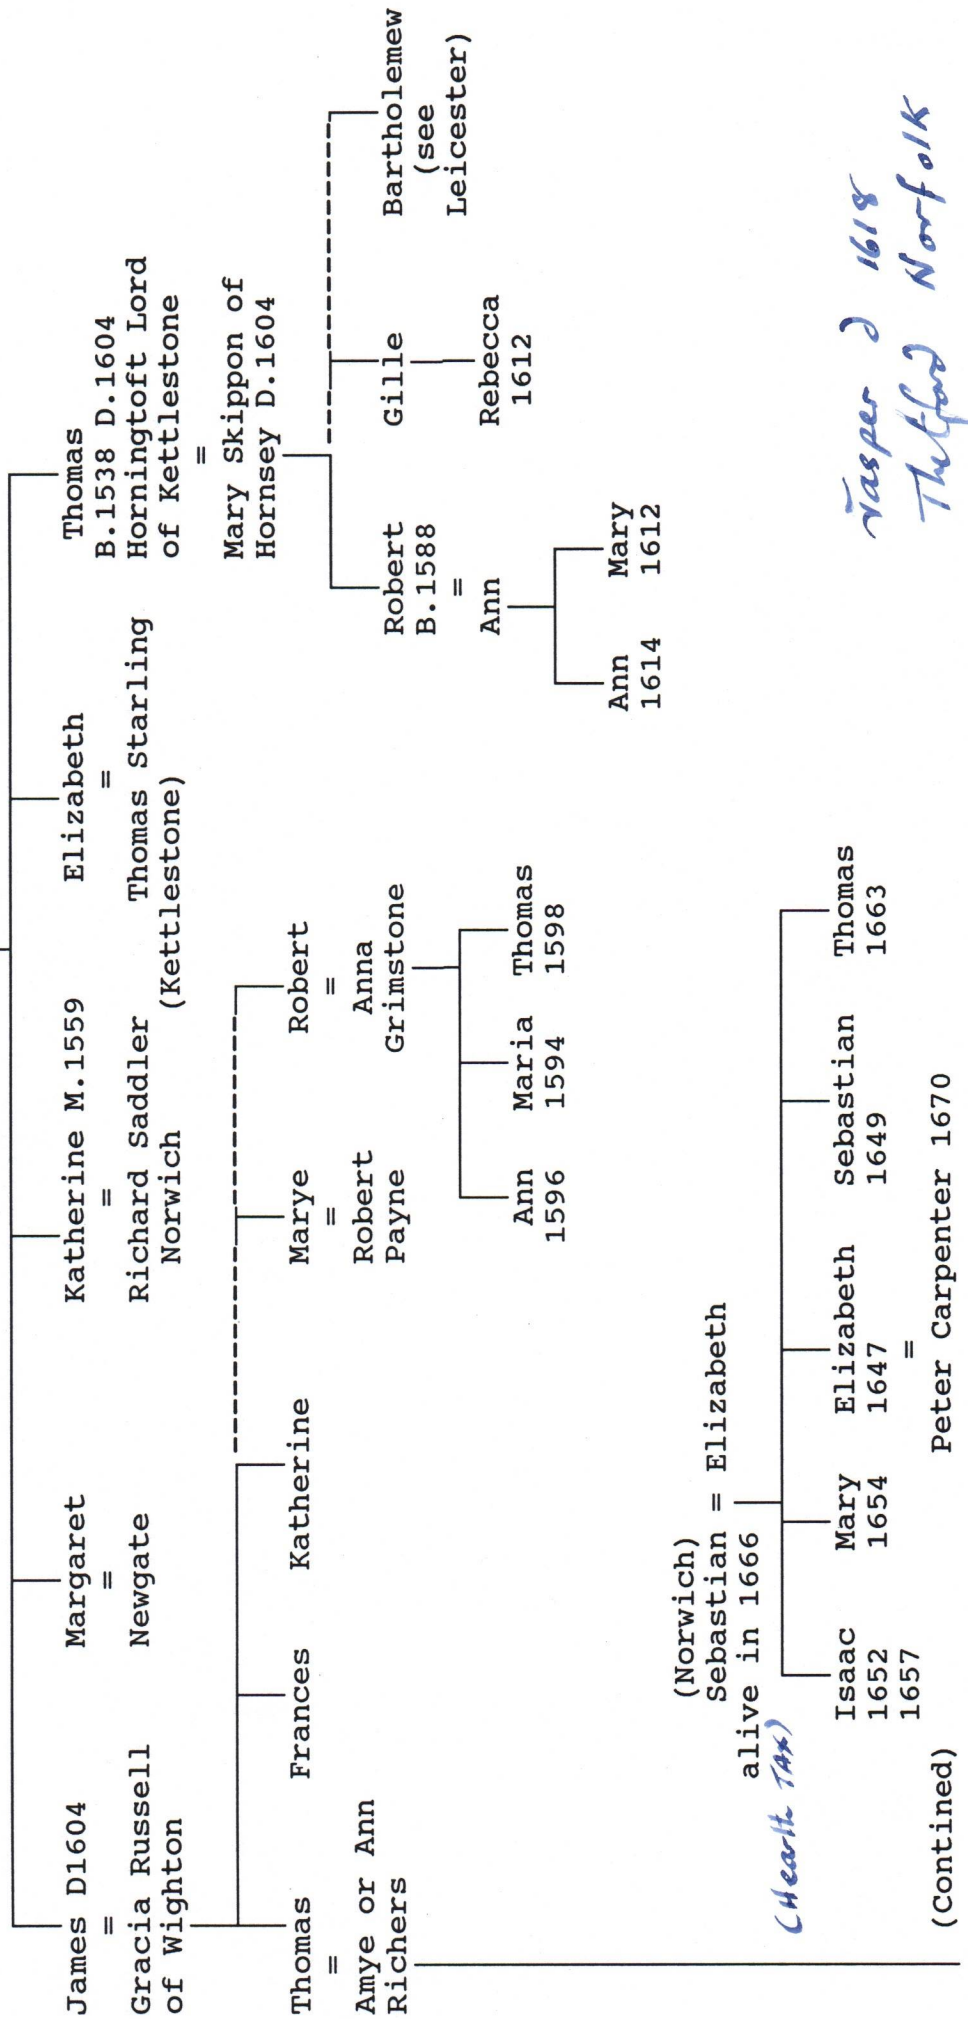 James D1604
=
Gracia Russell
of Wighton
Margaret
=
Newgate
Katherine M.1559
=
Richard Saddler
Norwich
Elizabeth
=
Thomas Starling
(Kettlestone)
Thomas
B.1538 D.1604
Horningtoft Lord
of Kettlestone
=
Mary Skippon of
Hornsey D.1604
Thomas
=
Amye or Ann
Richers
Frances
Katherine
Marye
=
Robert
Payne
Robert
=
Anna
Grimstone
Ann
1596
Maria
1594
Thomas
1598
Robert
B.1588
=
Ann
Gille
Bartholemew
(see
Leicester)
Rebecca
1612
Ann
1614
Mary
1612
(Norwich)
Sebastian = Elizabeth
alive in 1666
(Hearth TAX)
Isaac
1652
1657
Mary
1654
Elizabeth
1647
=
Peter Carpenter 1670
Sebastian
1649
Thomas
1663
Jasper d 1618
Thetford Norfolk
(Contined)